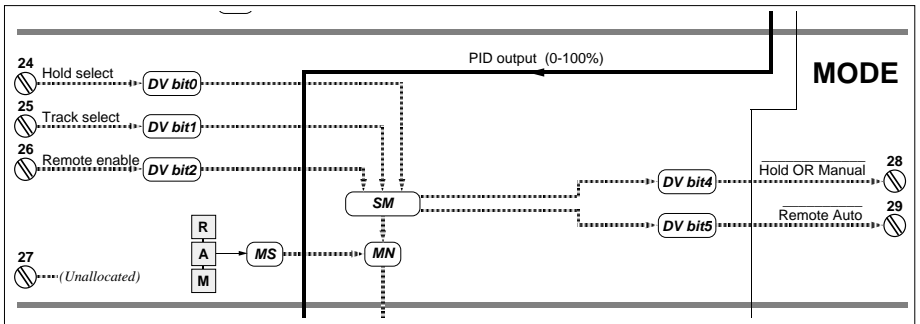 PID output (0-100%)
MODE
24
Hold select
DV bit0
25
Track select
DV bit1
26
Remote enable
DV bit2
SM
DV bit4
Hold OR Manual
28
DV bit5
Remote Auto
29
R
A
M
MS
MN
27
(Unallocated)